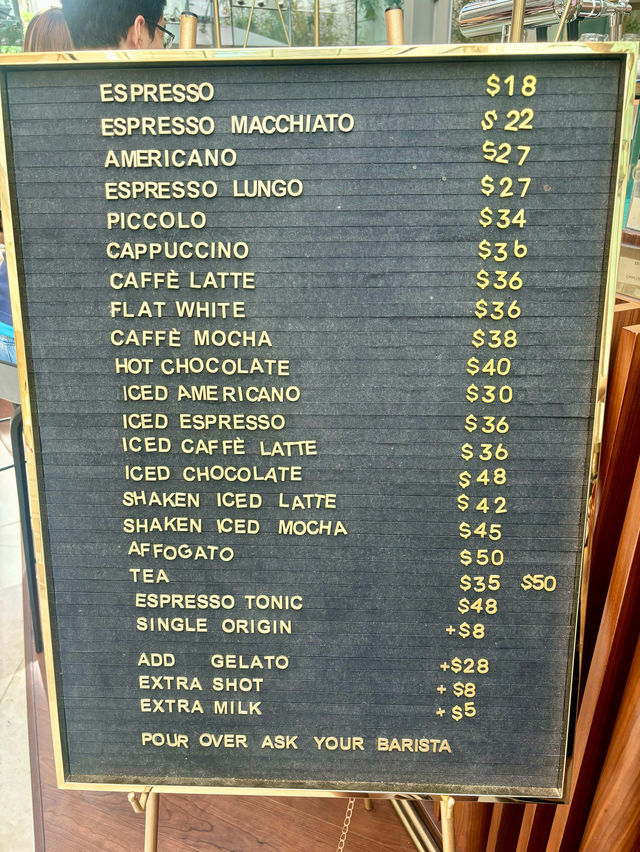 ESPRESSO $18
ESPRESSO MACCHIATO $22
AMERICANO $27
ESPRESSO LUNGO $27
PICCOLO $34
CAPPUCCINO $36
CAFFÈ LATTE $36
FLAT WHITE $36
CAFFÈ MOCHA $38
HOT CHOCOLATE $40
ICED AMERICANO $30
ICED ESPRESSO $36
ICED CAFFÈ LATTE $36
ICED CHOCOLATE $48
SHAKEN ICED LATTE $42
SHAKEN ICED MOCHA $45
AFFOGATO $50
TEA $35 $50
ESPRESSO TONIC $48
SINGLE ORIGIN +$8
ADD GELATO +$28
EXTRA SHOT +$8
EXTRA MILK +$5
POUR OVER ASK YOUR BARISTA